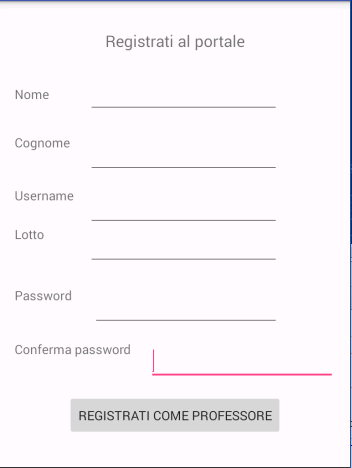 Registrati al portale
Nome
Cognome
Username
Lotto
Password
Conferma password
REGISTRATI COME PROFESSORE